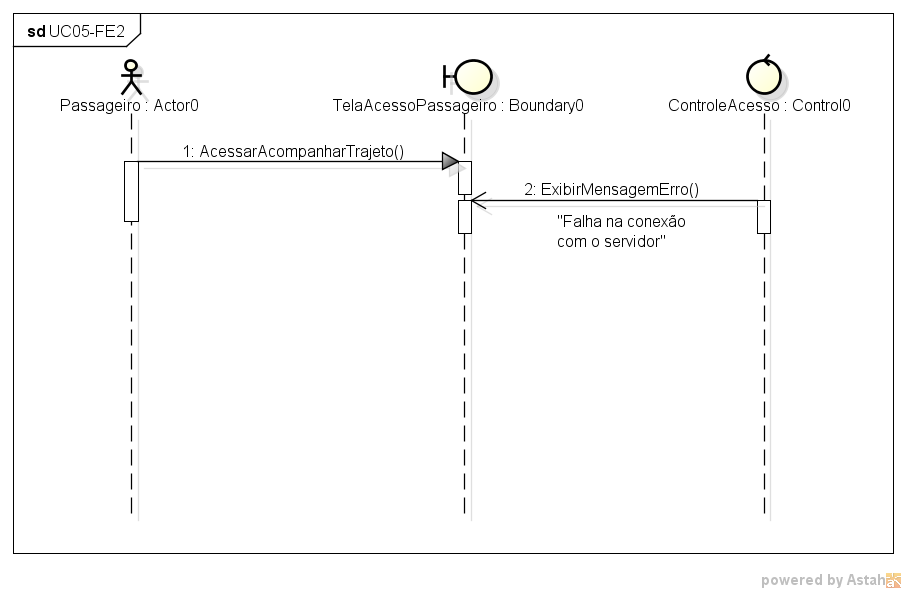 sd UC05-FE2
Passageiro : Actor0
TelaAcessoPassageiro : Boundary0
ControleAcesso : Control0
1: AcessarAcompanharTrajeto()
2: ExibirMensagemErro()
"Falha na conexão
com o servidor"
powered by Astah